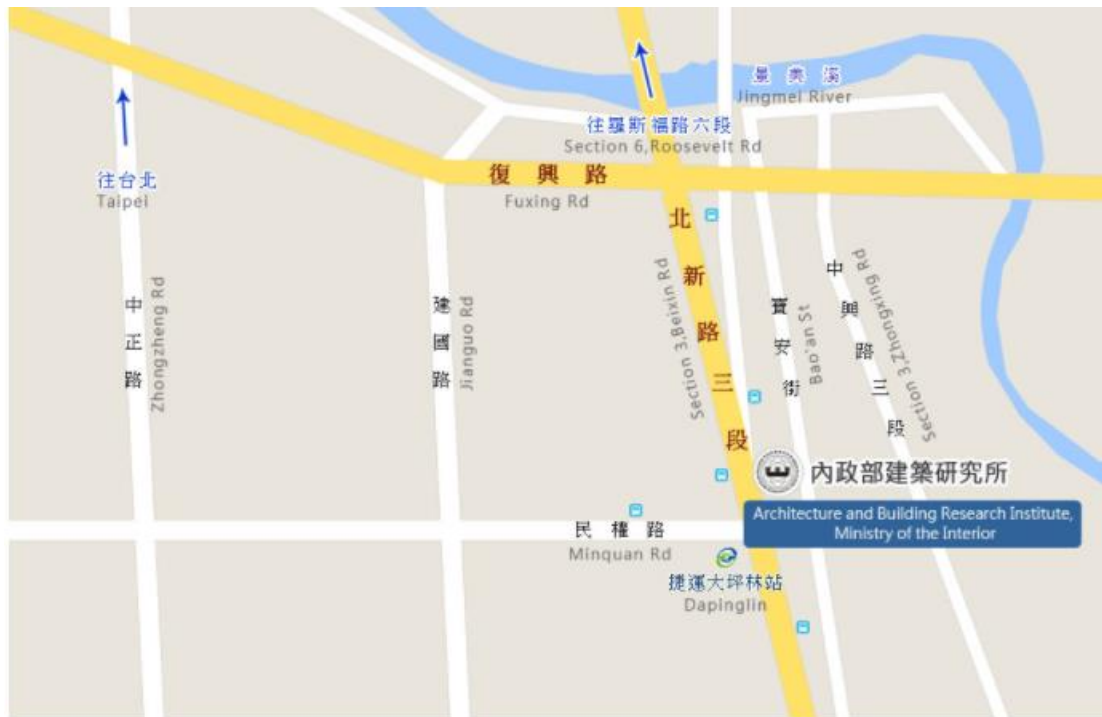 景美溪
Jingmei River
往羅斯福路六段
Section 6,Roosevelt Rd
往台北
Taipei
復興路
Fuxing Rd
北新路三段
Section 3,Beixin Rd
中正路
Zhongzheng Rd
建國路
Jianguo Rd
寶安街
Bao'an St
中興路三段
Section 3,Zhongxing Rd
內政部建築研究所
Architecture and Building Research Institute,
Ministry of the Interior
民權路
Minquan Rd
捷運大坪林站
Dapinglin